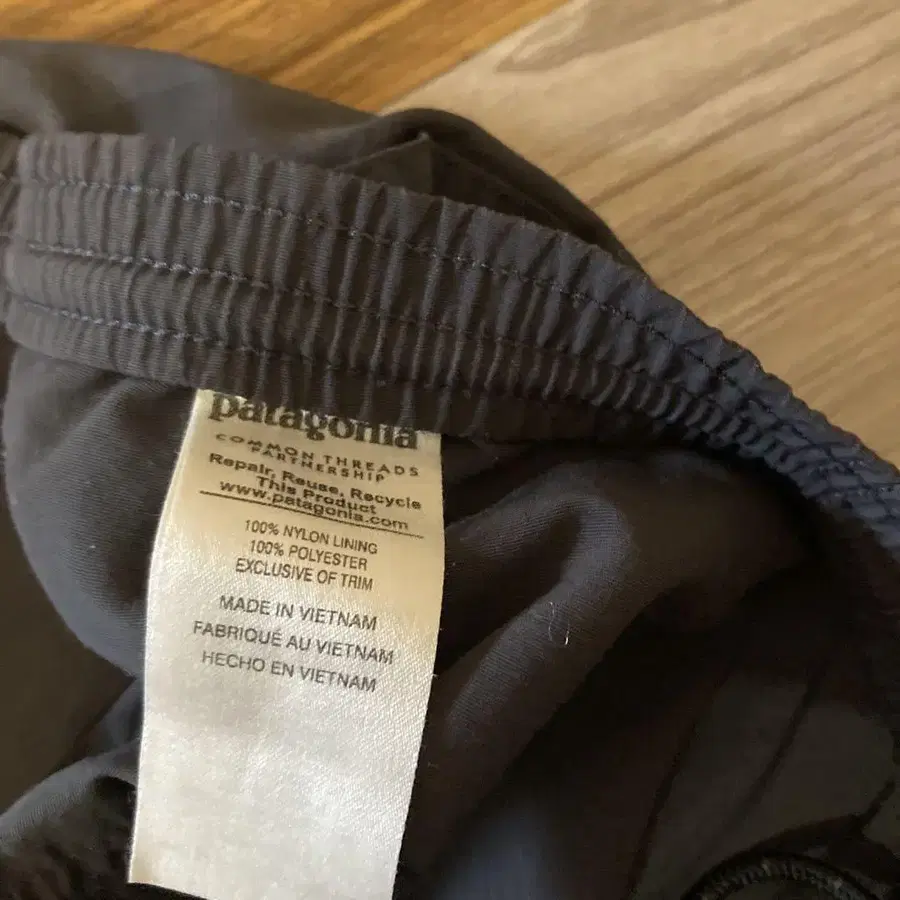 patagonia
COMMON THREADS
PARTNERSHIP
Repair, Reuse, Recycle
This Product
www.patagonia.com
100% NYLON LINING
100% POLYESTER
EXCLUSIVE OF TRIM
MADE IN VIETNAM
FABRIQUÉ AU VIETNAM
HECHO EN VIETNAM